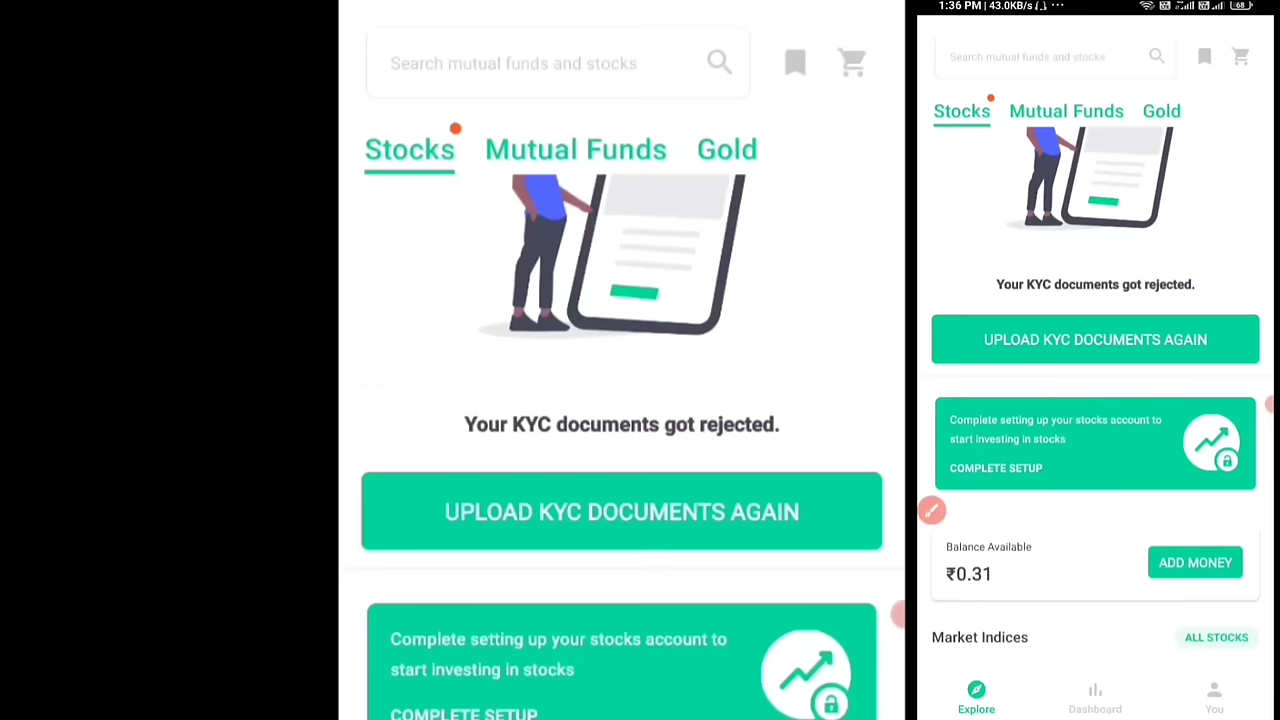 Search mutual funds and stocks
Stocks Mutual Funds Gold
Your KYC documents got rejected.
UPLOAD KYC DOCUMENTS AGAIN
Complete setting up your stocks account to
start investing in stocks
COMPLETE SETUP
1:36 PM | 43.0KB/s
68
Search mutual funds and stocks
Stocks Mutual Funds Gold
Your KYC documents got rejected.
UPLOAD KYC DOCUMENTS AGAIN
Complete setting up your stocks account to
start investing in stocks
COMPLETE SETUP
Balance Available
₹0.31
ADD MONEY
Market Indices
ALL STOCKS
Explore Dashboard You